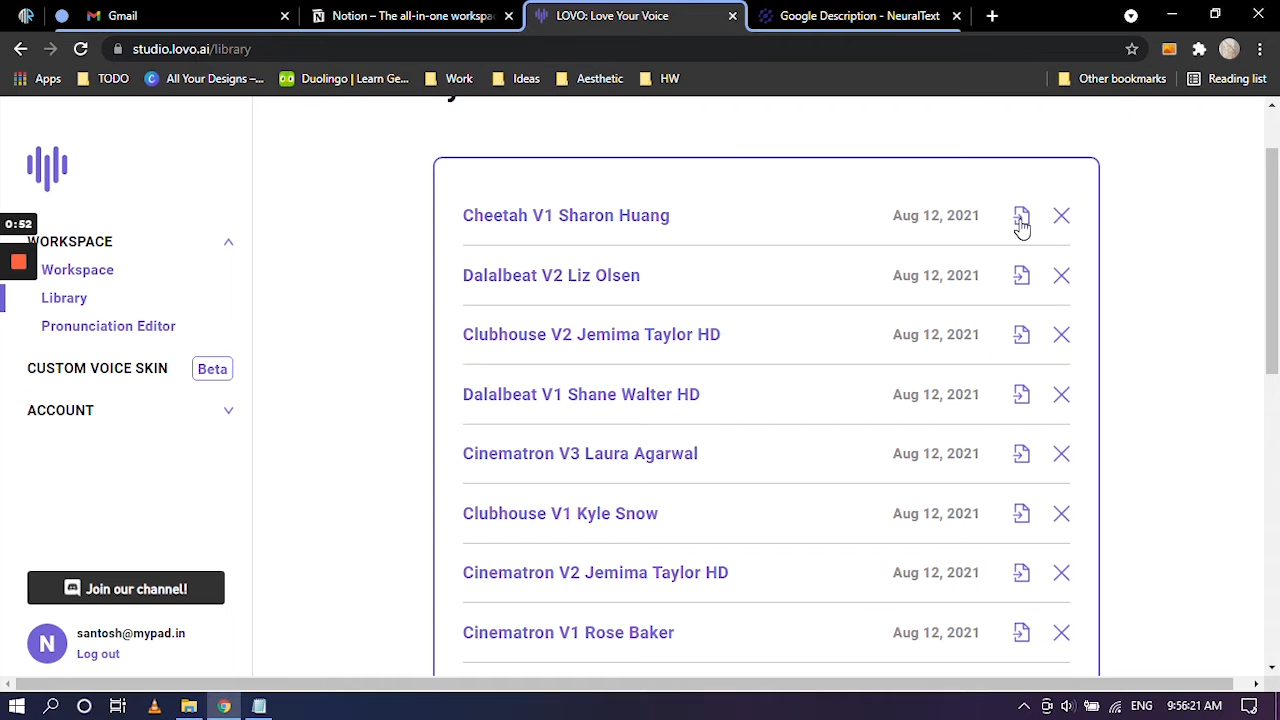 Gmail
Notion – The all-in-one workspa
LOVO: Love Your Voice
Google Description - NeuralText
studio.lovo.ai/library
Apps
TODO
All Your Designs –...
Duolingo | Learn Ge...
Work
Ideas
Aesthetic
HW
Other bookmarks
Reading list
0:52
WORKSPACE
Workspace
Library
Pronunciation Editor
CUSTOM VOICE SKIN
Beta
ACCOUNT
Join our channel!
N
santosh@mypad.in
Log out
Cheetah V1 Sharon Huang Aug 12, 2021
Dalalbeat V2 Liz Olsen Aug 12, 2021
Clubhouse V2 Jemima Taylor HD Aug 12, 2021
Dalalbeat V1 Shane Walter HD Aug 12, 2021
Cinematron V3 Laura Agarwal Aug 12, 2021
Clubhouse V1 Kyle Snow Aug 12, 2021
Cinematron V2 Jemima Taylor HD Aug 12, 2021
Cinematron V1 Rose Baker Aug 12, 2021
ENG
9:56:21 AM